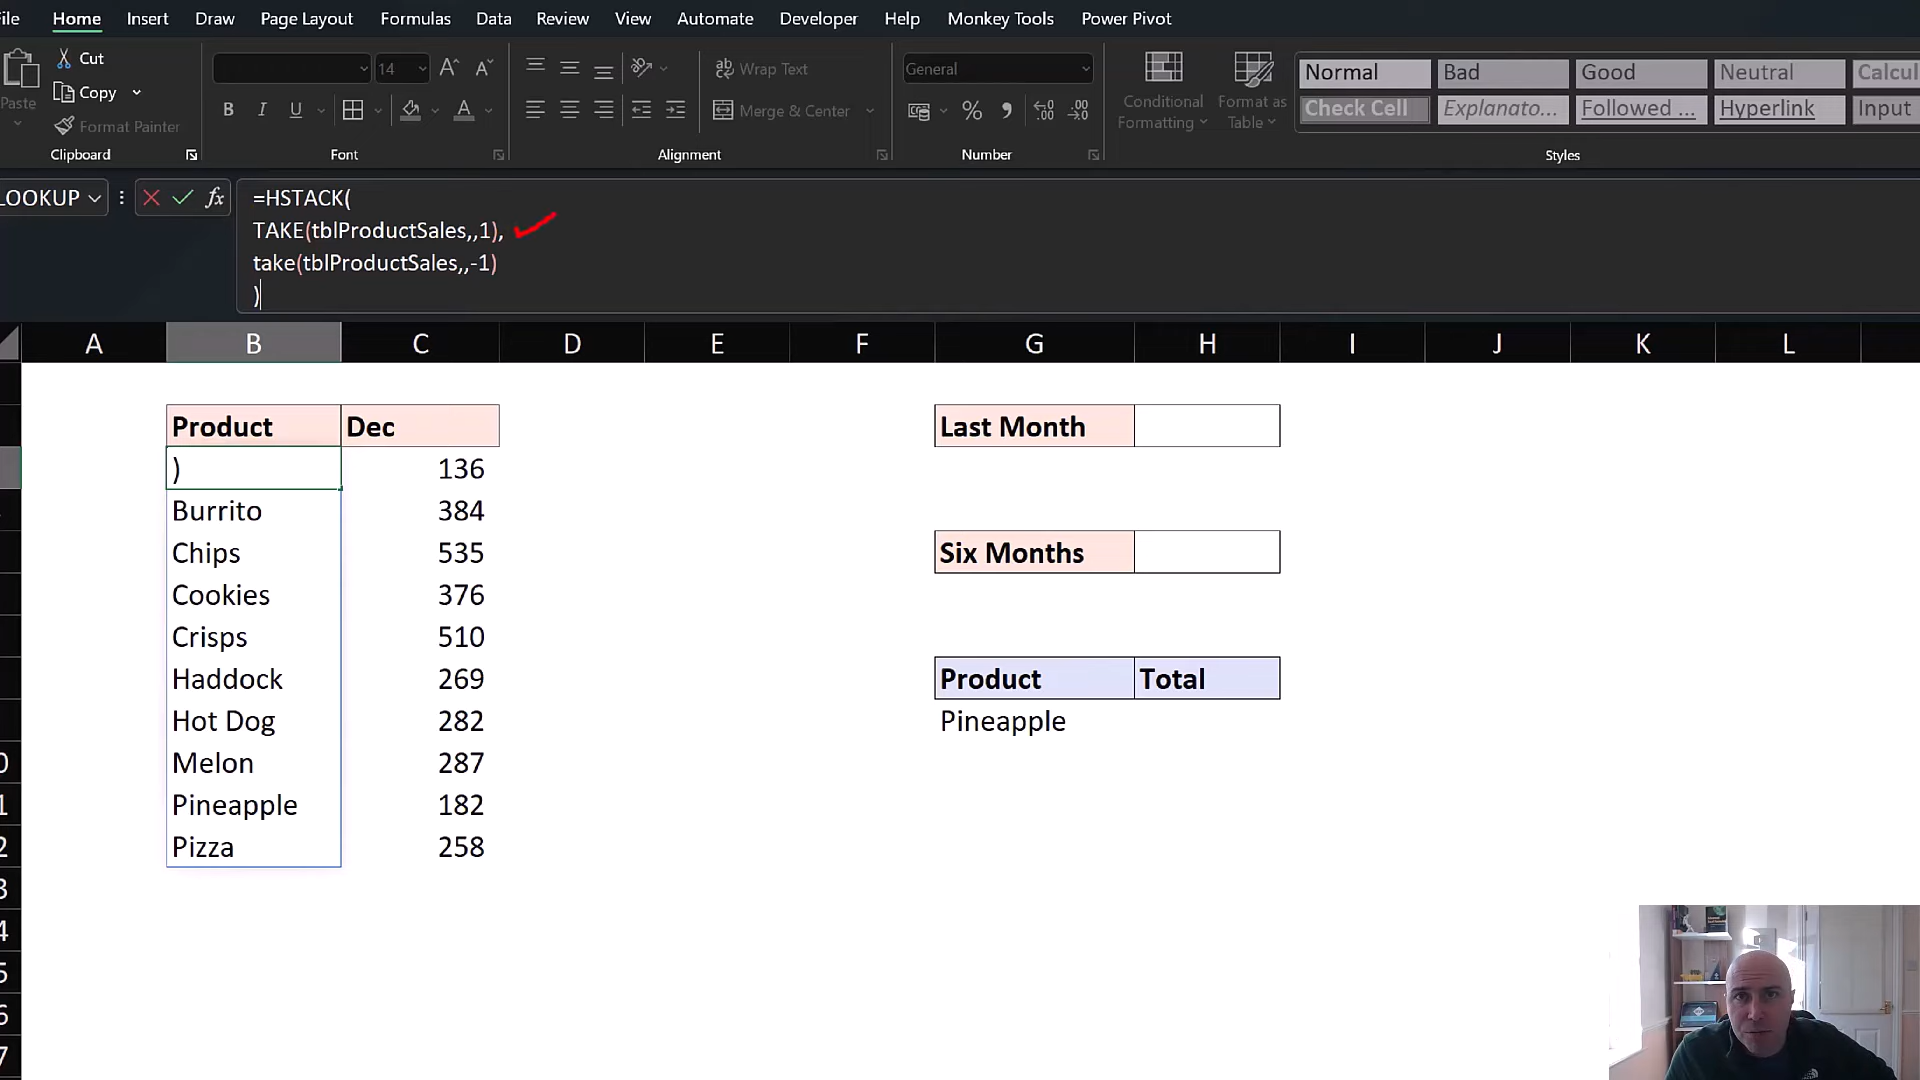 File Home Insert Draw Page Layout Formulas Data Review View Automate Developer Help Monkey Tools Power Pivot
Paste
Cut
Copy
Format Painter
Clipboard
14
B I U
Font
Wrap Text
Merge & Center
Alignment
General
Number
Conditional Formatting
Format as Table
Normal Bad Good Neutral Calcul
Check Cell Explanato... Followed ... Hyperlink Input
Styles
LOOKUP
fx
=HSTACK(
TAKE(tblProductSales,,1),
take(tblProductSales,,-1)
)
A B C D E F G H I J K L
Product Dec
) 136
Burrito 384
Chips 535
Cookies 376
Crisps 510
Haddock 269
Hot Dog 282
Melon 287
Pineapple 182
Pizza 258
Last Month
Six Months
Product Total
Pineapple